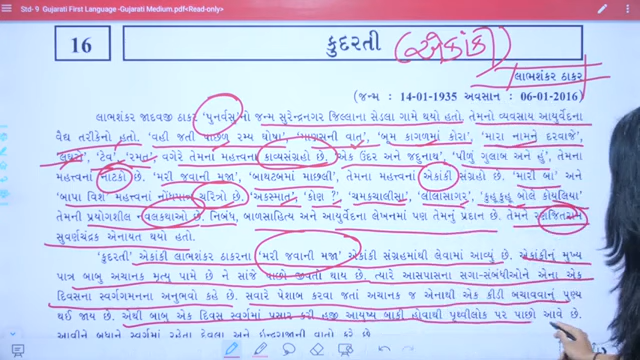 Std- 9 Gujarati First Language -Gujarati Medium.pdf<Read-only>
16
કુદરતી
(એકાંકી)
લાભશંકર ઠાકર
(જન્મ : 14-01-1935 અવસાન : 06-01-2016)
લાભશંકર જાદવજી ઠાકર ‘પુનર્વસુ’નો જન્મ સુરેન્દ્રનગર જિલ્લાના સેડલા ગામે થયો હતો. તેમનો વ્યવસાય આયુર્વેદના
વૈદ્ય તરીકેનો હતો. ‘વહી જતી પાછળ રમ્ય ઘોષા’, ‘માણસની વાત’, ‘બૂમ કાગળમાં કોરા’, ‘મારા નામને દરવાજે’,
‘લઘરો’, ‘ટેવ’, ‘રમત’, વગેરે તેમના મહત્ત્વના કાવ્યસંગ્રહો છે. ‘એક ઉંદર અને જદુનાથ’, ‘પીળું ગુલાબ અને હું’, તેમના
મહત્ત્વનાં નાટકો છે. ‘મરી જવાની મજા’, ‘બાથટબમાં માછલી’, તેમના મહત્ત્વના એકાંકી સંગ્રહો છે. ‘મારી બા’ અને
‘બાપા વિશે’ મહત્ત્વનાં નોંધપાત્ર ચરિત્રો છે. ‘અકસ્માત’, ‘કોણ ?’, ‘ચમકચાલીસા’, ‘લીલાસાગર’, ‘કુહૂકુહૂ બોલે કોયલિયા’
તેમની પ્રયોગશીલ નવલકથાઓ છે. નિબંધ, બાળસાહિત્ય અને આયુર્વેદના લેખનમાં પણ તેમનું પ્રદાન છે. તેમને રણજિતરામ
સુવર્ણચંદ્રક એનાયત થયો હતો.
‘કુદરતી’ એકાંકી લાભશંકર ઠાકરના ‘મરી જવાની મજા’ એકાંકી સંગ્રહમાંથી લેવામાં આવ્યું છે. એકાંકીનું મુખ્ય
પાત્ર બાબુ અચાનક મૃત્યુ પામે છે ને સાંજે પાછો જીવતો થાય છે. ત્યારે આસપાસના સગા-સંબંધીઓને એના એક
દિવસના સ્વર્ગગમનના અનુભવો કહે છે. સવારે પેશાબ કરવા જતાં અચાનક જ એનાથી એક કીડી બચાવવાનું પુણ્ય
થઈ જાય છે. એથી બાબુ એક દિવસ સ્વર્ગમાં પસાર કરી હજી આયુષ્ય બાકી હોવાથી પૃથ્વીલોક પર પાછો આવે છે.
આવીને બધાને સ્વર્ગમાં રહેતા દેવલા અને ઇન્દ્રરાજાની વાતો કરે છે.